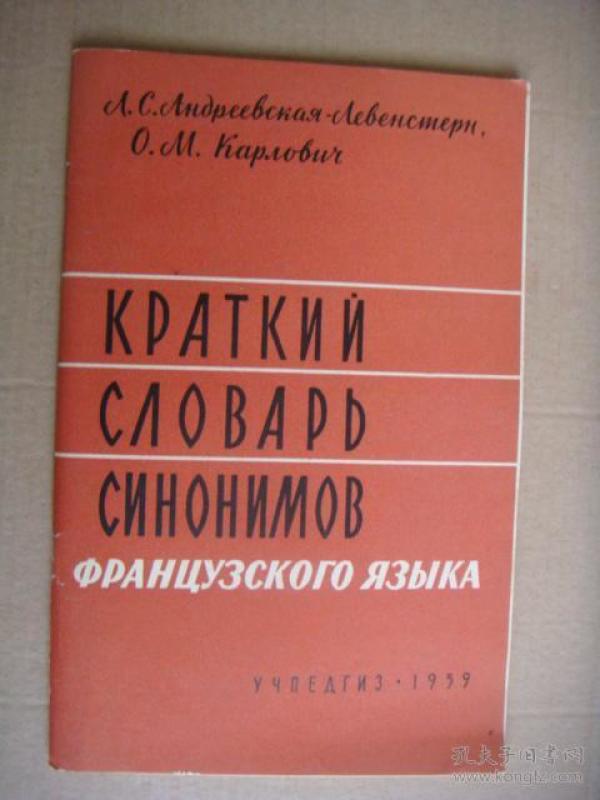 Л. С. Андреевская-Левенстерн,
О. М. Карлович
КРАТКИЙ
СЛОВАРЬ
СИНОНИМОВ
ФРАНЦУЗСКОГО ЯЗЫКА
УЧПЕДГИЗ • 1959
孔夫子旧书网
www.kongfz.com